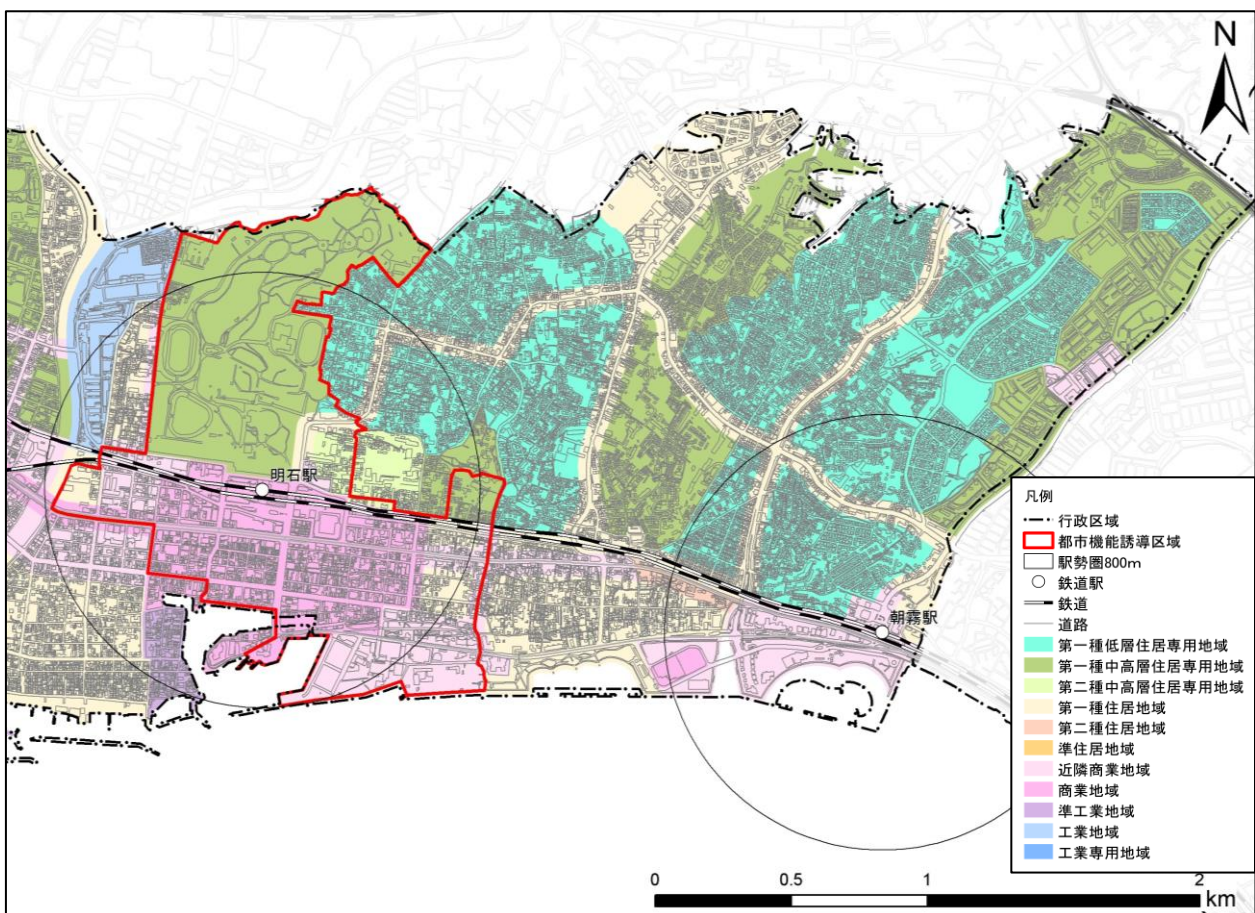 N
明石駅
朝霧駅
凡例
行政区域
都市機能誘導区域
駅勢圏800m
鉄道駅
鉄道
道路
第一種低層住居専用地域
第一種中高層住居専用地域
第二種中高層住居専用地域
第一種住居地域
第二種住居地域
準住居地域
近隣商業地域
商業地域
準工業地域
工業地域
工業専用地域
0 0.5 1 2
km